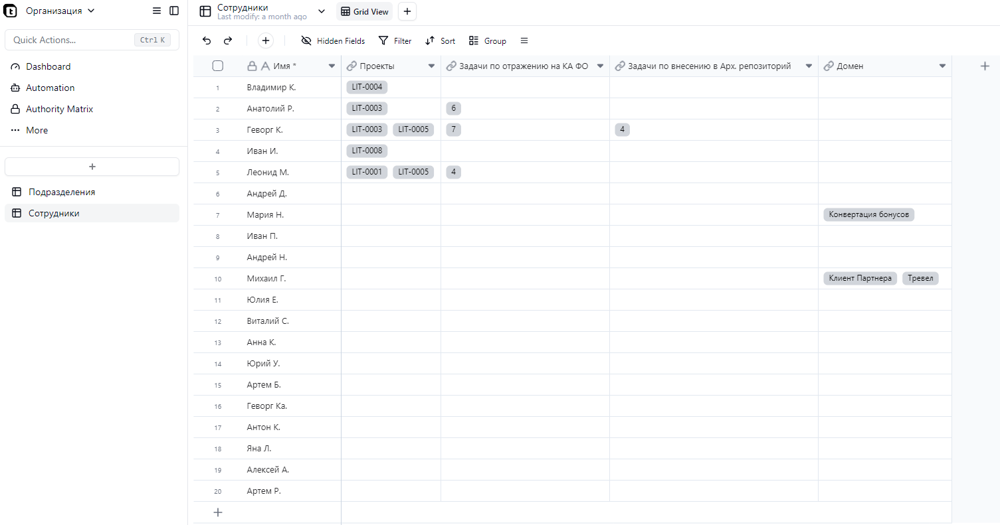 Организация
Quick Actions... Ctrl K
Dashboard
Automation
Authority Matrix
More
+
Подразделения
Сотрудники
Сотрудники
Last modify: a month ago
Grid View
+
Hidden Fields Filter Sort Group
Имя * Проекты Задачи по отражению на КА ФО Задачи по внесению в Арх. репозиторий Домен +
1 Владимир К. LIT-0004
2 Анатолий Р. LIT-0003 6
3 Геворг К. LIT-0003 LIT-0005 7 4
4 Иван И. LIT-0008
5 Леонид М. LIT-0001 LIT-0005 4
6 Андрей Д.
7 Мария Н. Конвертация бонусов
8 Иван П.
9 Андрей Н.
10 Михаил Г. Клиент Партнера Тревел
11 Юлия Е.
12 Виталий С.
13 Анна К.
14 Юрий У.
15 Артем Б.
16 Геворг Ка.
17 Антон К.
18 Яна Л.
19 Алексей А.
20 Артем Р.
+